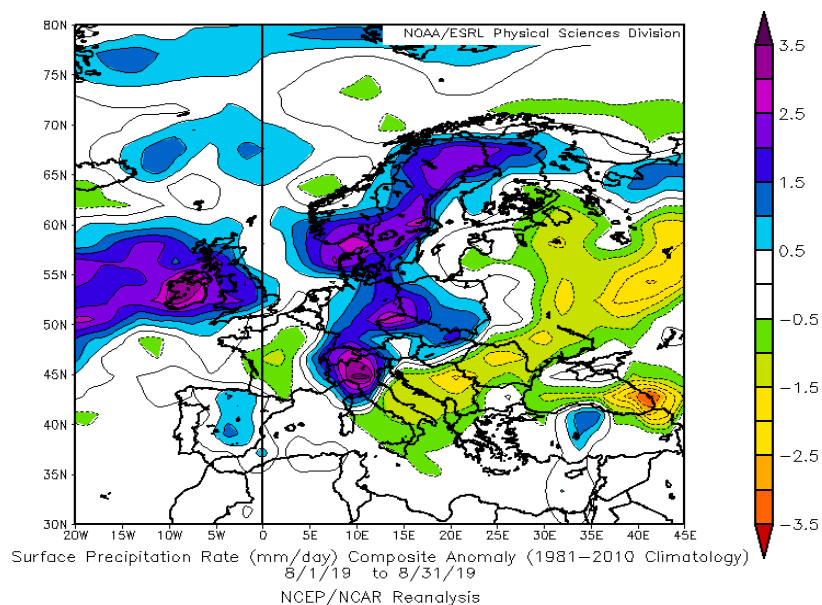 NOAA/ESRL Physical Sciences Division
80N
75N
70N
65N
60N
55N
50N
45N
40N
35N
30N
20W 15W 10W 5W 0 5E 10E 15E 20E 25E 30E 35E 40E 45E
3.5
2.5
1.5
0.5
−0.5
−1.5
−2.5
−3.5
Surface Precipitation Rate (mm/day) Composite Anomaly (1981−2010 Climatology)
8/1/19 to 8/31/19
NCEP/NCAR Reanalysis